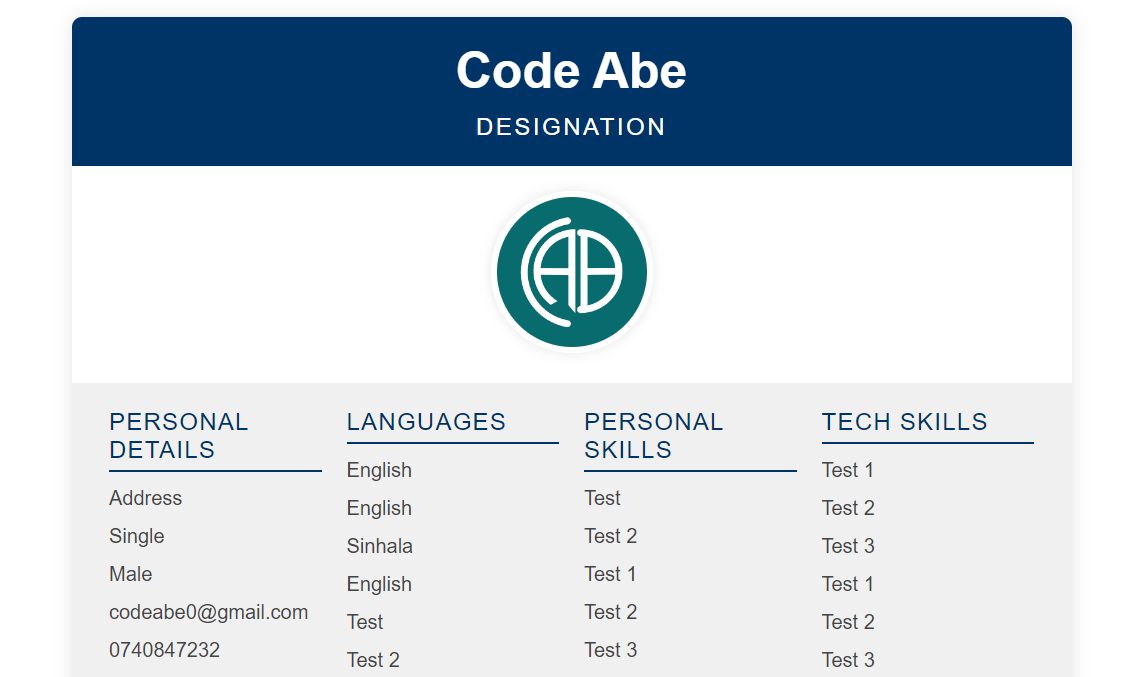 Code Abe
DESIGNATION
PERSONAL
DETAILS
Address
Single
Male
codeabe0@gmail.com
0740847232
LANGUAGES
English
English
Sinhala
English
Test
Test 2
PERSONAL
SKILLS
Test
Test 2
Test 1
Test 2
Test 3
TECH SKILLS
Test 1
Test 2
Test 3
Test 1
Test 2
Test 3